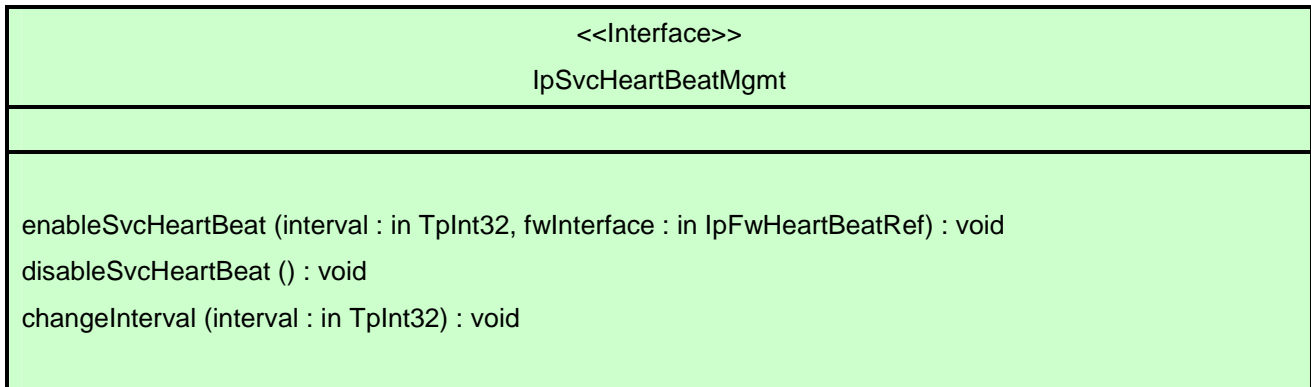 <<Interface>>
IpSvcHeartBeatMgmt
enableSvcHeartBeat (interval : in TpInt32, fwInterface : in IpFwHeartBeatRef) : void
disableSvcHeartBeat () : void
changeInterval (interval : in TpInt32) : void